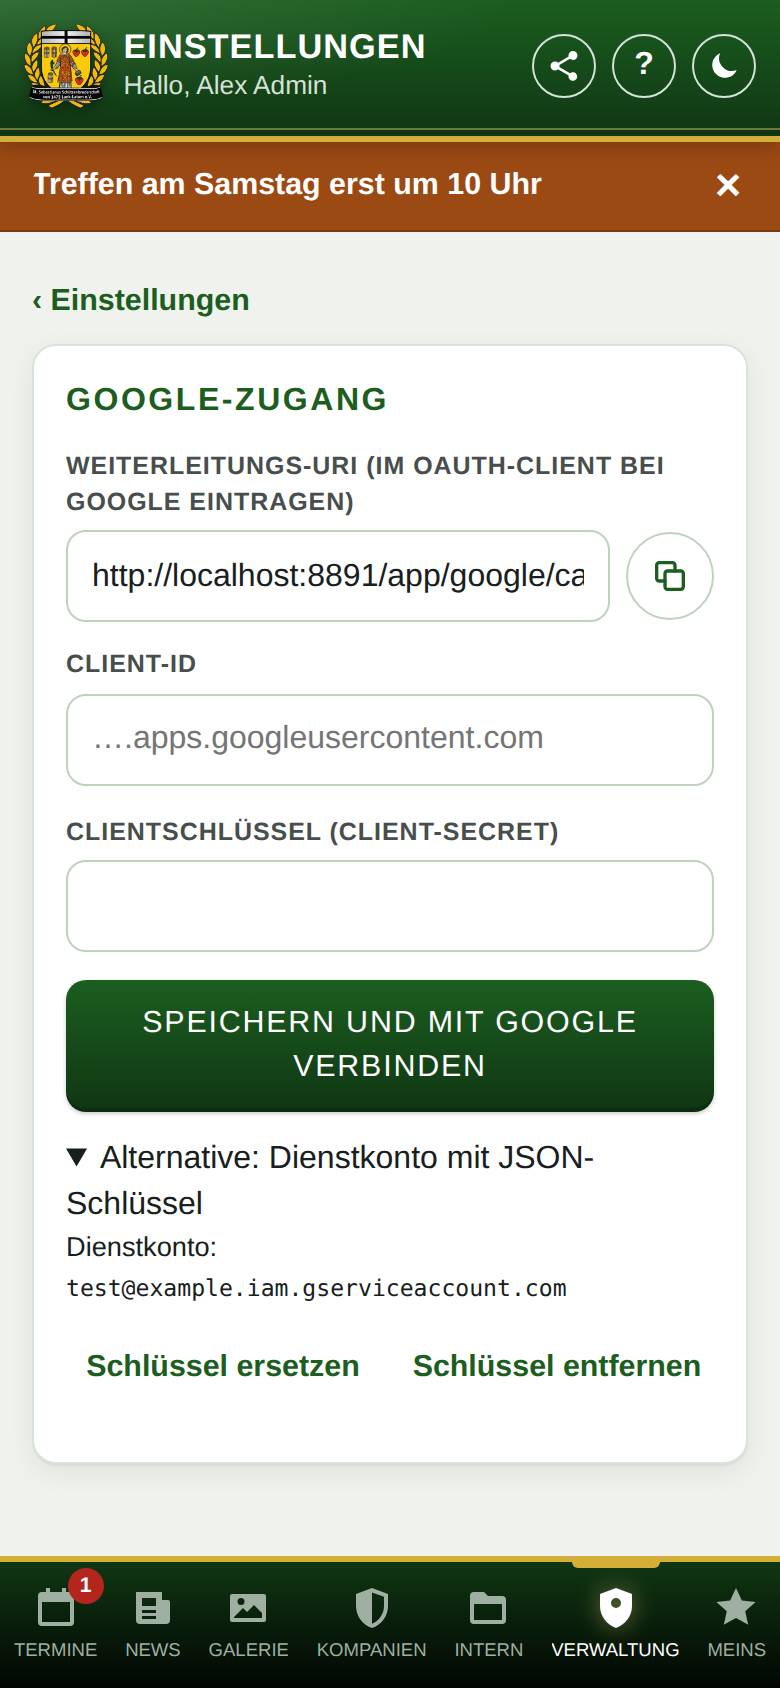 EINSTELLUNGEN
Hallo, Alex Admin
?
Treffen am Samstag erst um 10 Uhr
×
‹ Einstellungen
GOOGLE-ZUGANG
WEITERLEITUNGS-URI (IM OAUTH-CLIENT BEI
GOOGLE EINTRAGEN)
http://localhost:8891/app/google/ca
CLIENT-ID
….apps.googleusercontent.com
CLIENTSCHLÜSSEL (CLIENT-SECRET)
SPEICHERN UND MIT GOOGLE
VERBINDEN
▼ Alternative: Dienstkonto mit JSON-
Schlüssel
Dienstkonto:
test@example.iam.gserviceaccount.com
Schlüssel ersetzen Schlüssel entfernen
1
TERMINE NEWS GALERIE KOMPANIEN INTERN VERWALTUNG MEINS